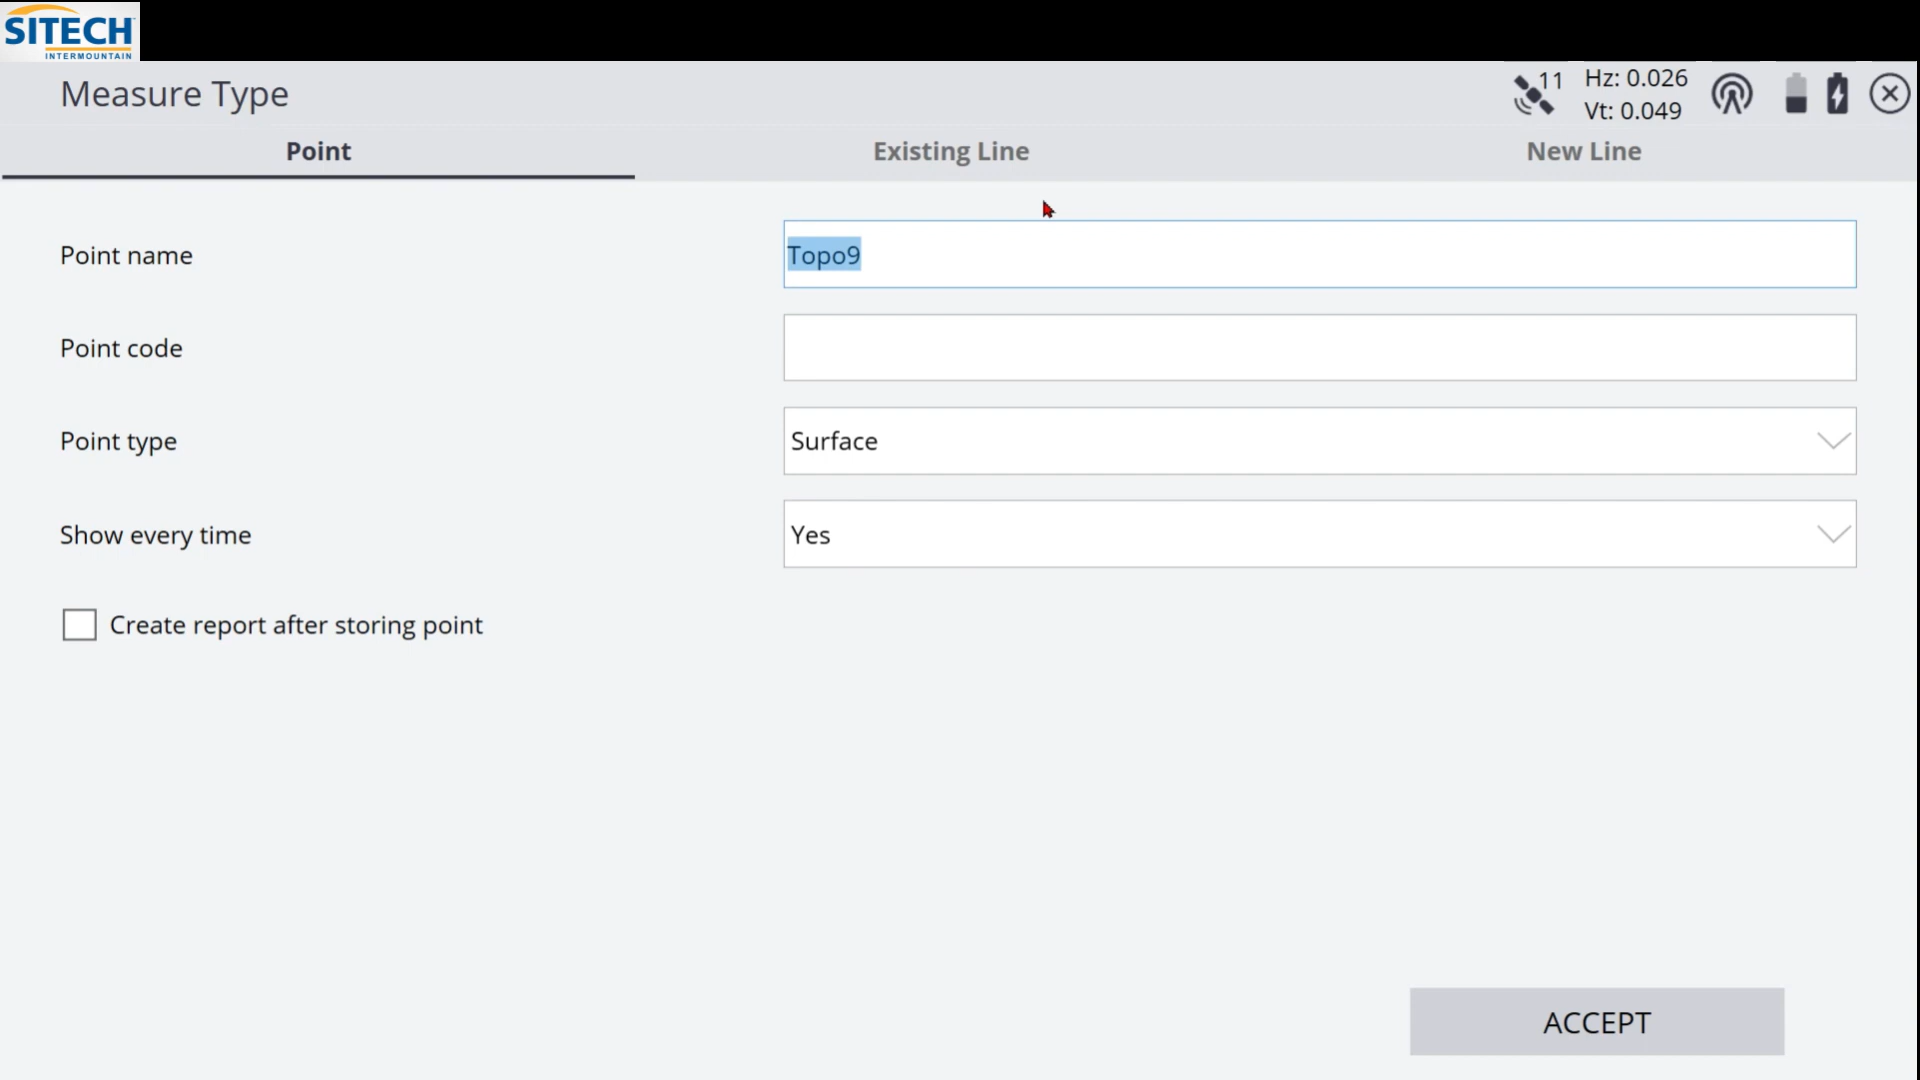 SITECH
INTERMOUNTAIN
Measure Type
11
Hz: 0.026
Vt: 0.049
Point
Existing Line
New Line
Point name
Topo9
Point code
Point type
Surface
Show every time
Yes
Create report after storing point
ACCEPT